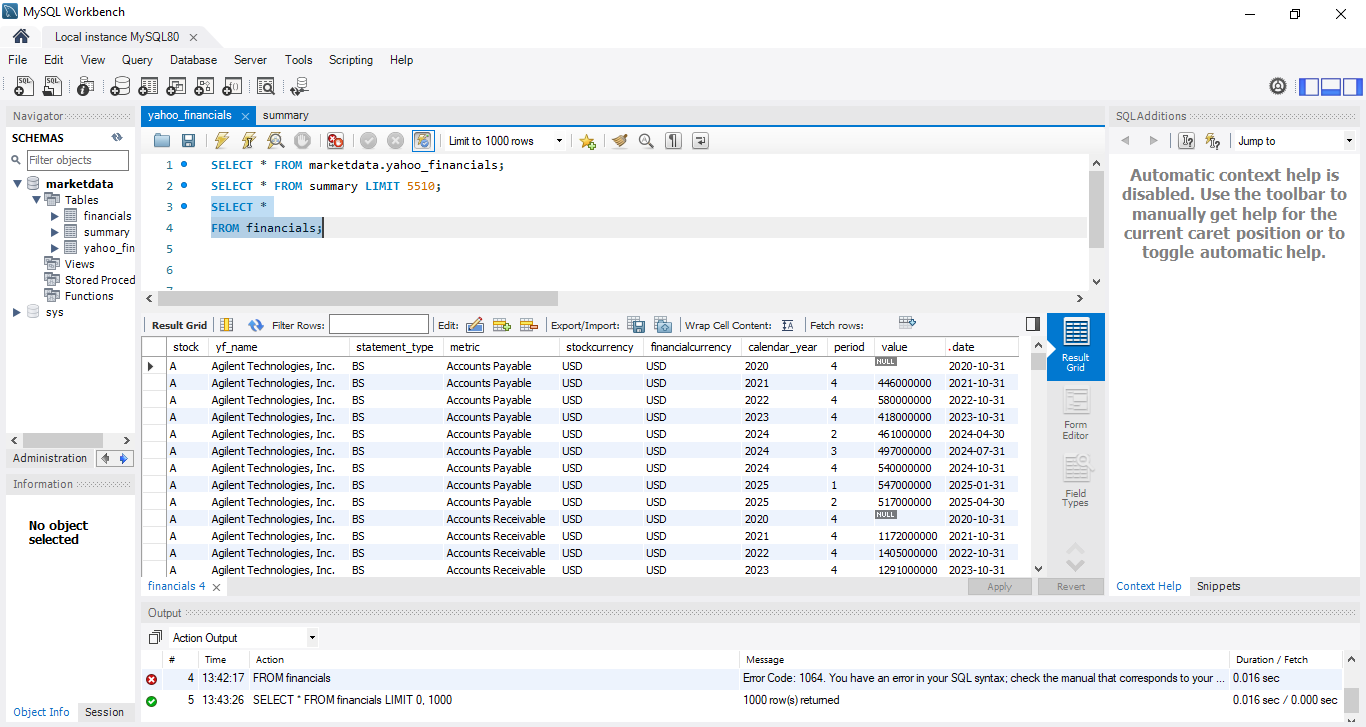 MySQL Workbench
Local instance MySQL80
File Edit View Query Database Server Tools Scripting Help
Navigator
SCHEMAS
Filter objects
marketdata
Tables
financials
summary
yahoo_fin
Views
Stored Proced
Functions
sys
Administration
Information
No object
selected
Object Info Session
yahoo_financials summary
Limit to 1000 rows
1 SELECT * FROM marketdata.yahoo_financials;
2 SELECT * FROM summary LIMIT 5510;
3 SELECT *
4 FROM financials;
5
6
Result Grid Filter Rows: Edit: Export/Import: Wrap Cell Content: Fetch rows:
stock yf_name statement_type metric stockcurrency financialcurrency calendar_year period value .date
A Agilent Technologies, Inc. BS Accounts Payable USD USD 2020 4 NULL 2020-10-31
A Agilent Technologies, Inc. BS Accounts Payable USD USD 2021 4 446000000 2021-10-31
A Agilent Technologies, Inc. BS Accounts Payable USD USD 2022 4 580000000 2022-10-31
A Agilent Technologies, Inc. BS Accounts Payable USD USD 2023 4 418000000 2023-10-31
A Agilent Technologies, Inc. BS Accounts Payable USD USD 2024 2 461000000 2024-04-30
A Agilent Technologies, Inc. BS Accounts Payable USD USD 2024 3 497000000 2024-07-31
A Agilent Technologies, Inc. BS Accounts Payable USD USD 2024 4 540000000 2024-10-31
A Agilent Technologies, Inc. BS Accounts Payable USD USD 2025 1 547000000 2025-01-31
A Agilent Technologies, Inc. BS Accounts Payable USD USD 2025 2 517000000 2025-04-30
A Agilent Technologies, Inc. BS Accounts Receivable USD USD 2020 4 NULL 2020-10-31
A Agilent Technologies, Inc. BS Accounts Receivable USD USD 2021 4 1172000000 2021-10-31
A Agilent Technologies, Inc. BS Accounts Receivable USD USD 2022 4 1405000000 2022-10-31
A Agilent Technologies, Inc. BS Accounts Receivable USD USD 2023 4 1291000000 2023-10-31
Result
Grid
Form
Editor
Field
Types
financials 4 Apply Revert
SQLAdditions
Jump to
Automatic context help is
disabled. Use the toolbar to
manually get help for the
current caret position or to
toggle automatic help.
Context Help Snippets
Output
Action Output
# Time Action Message Duration / Fetch
4 13:42:17 FROM financials Error Code: 1064. You have an error in your SQL syntax; check the manual that corresponds to your ... 0.016 sec
5 13:43:26 SELECT * FROM financials LIMIT 0, 1000 1000 row(s) returned 0.016 sec / 0.000 sec